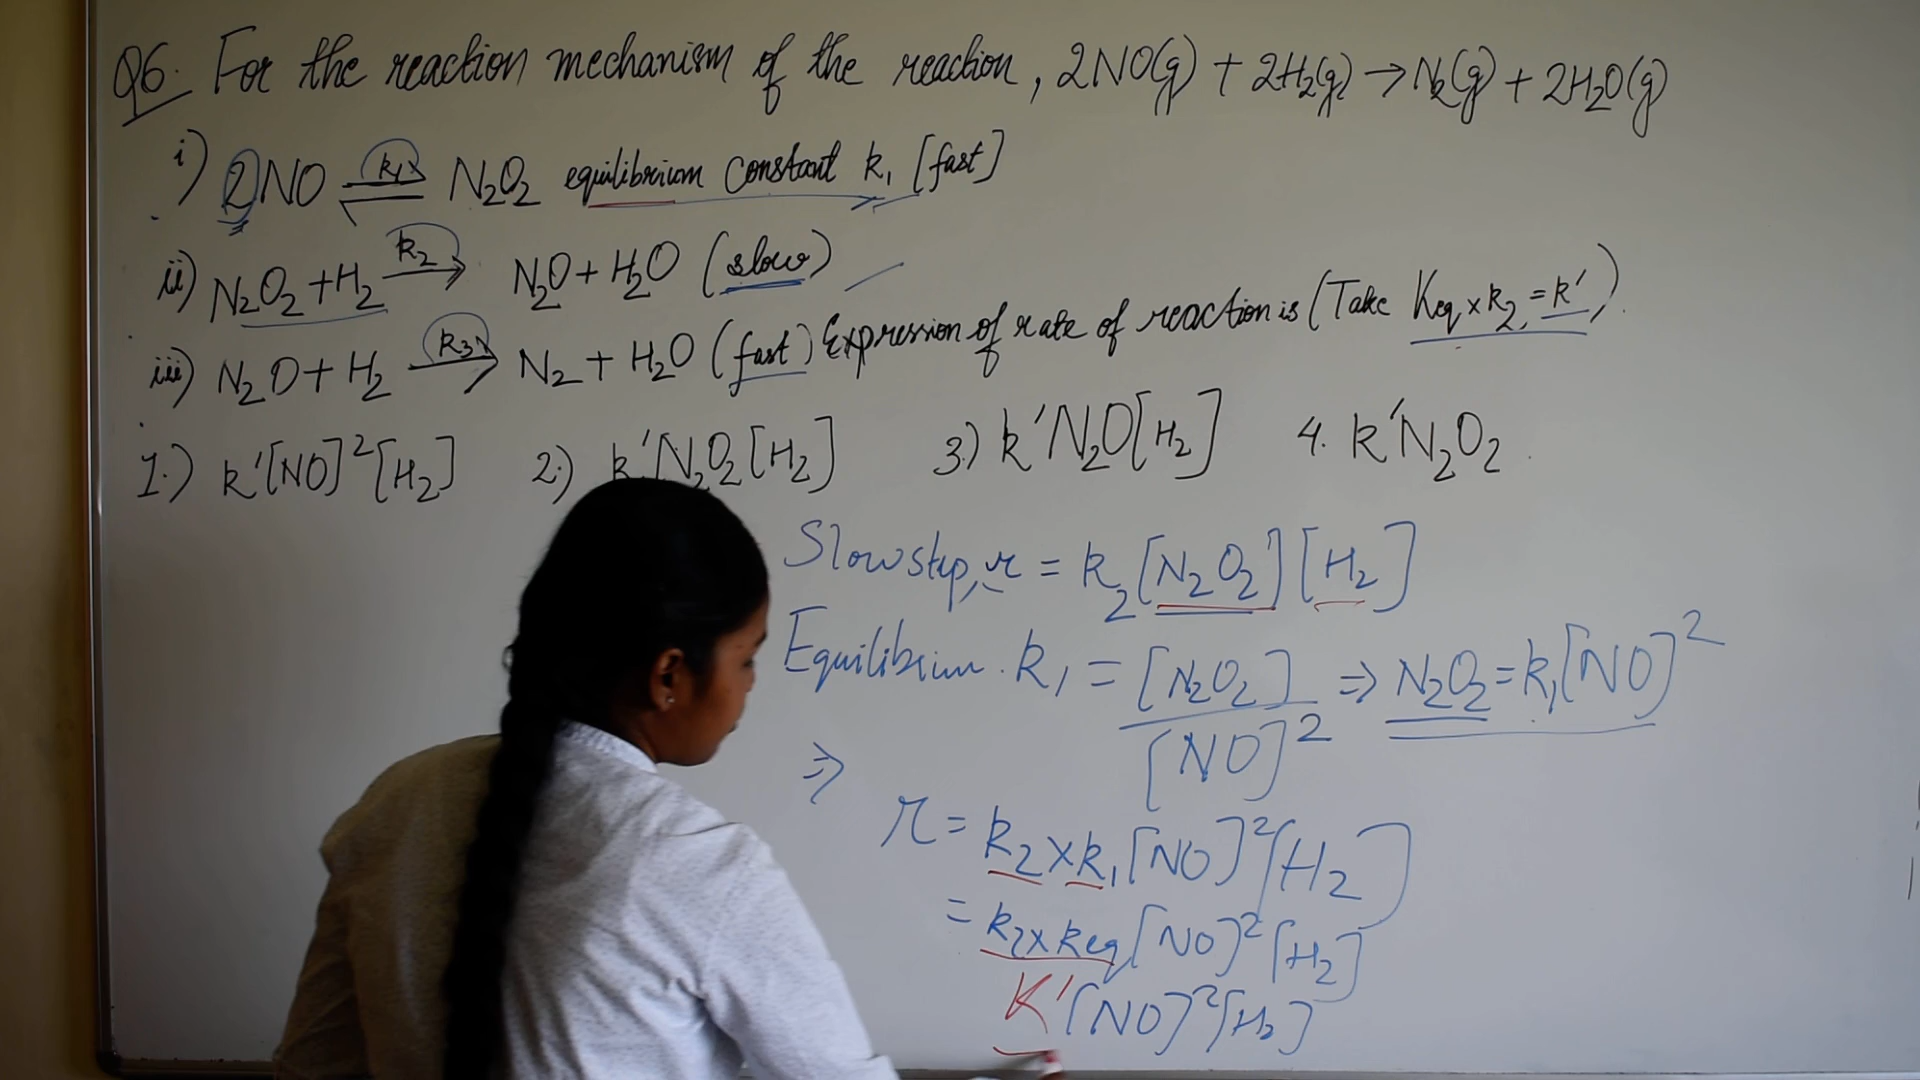 Q6. For the reaction mechanism of the reaction, 2NO(g) + 2H₂(g) → N₂(g) + 2H₂O(g)
i) 2NO ⇌ N₂O₂ equilibrium constant k₁ [fast]
k₁
ii) N₂O₂ + H₂ →k₂ N₂O + H₂O (slow)
iii) N₂O + H₂ →k₃ N₂ + H₂O (fast) Expression of rate of reaction is (Take Keq × k₂ = k′).
1.) k′[NO]²[H₂] 2.) k′N₂O₂[H₂] 3.) k′N₂O[H₂] 4. k′N₂O₂.
Slow step, r = k₂[N₂O₂][H₂]
Equilibrium. k₁ = [N₂O₂]/[NO]² ⇒ N₂O₂ = k₁[NO]²
⇒
r = k₂ × k₁[NO]²[H₂]
= k₂ × keq[NO]²[H₂]
K′[NO]²[H₂]